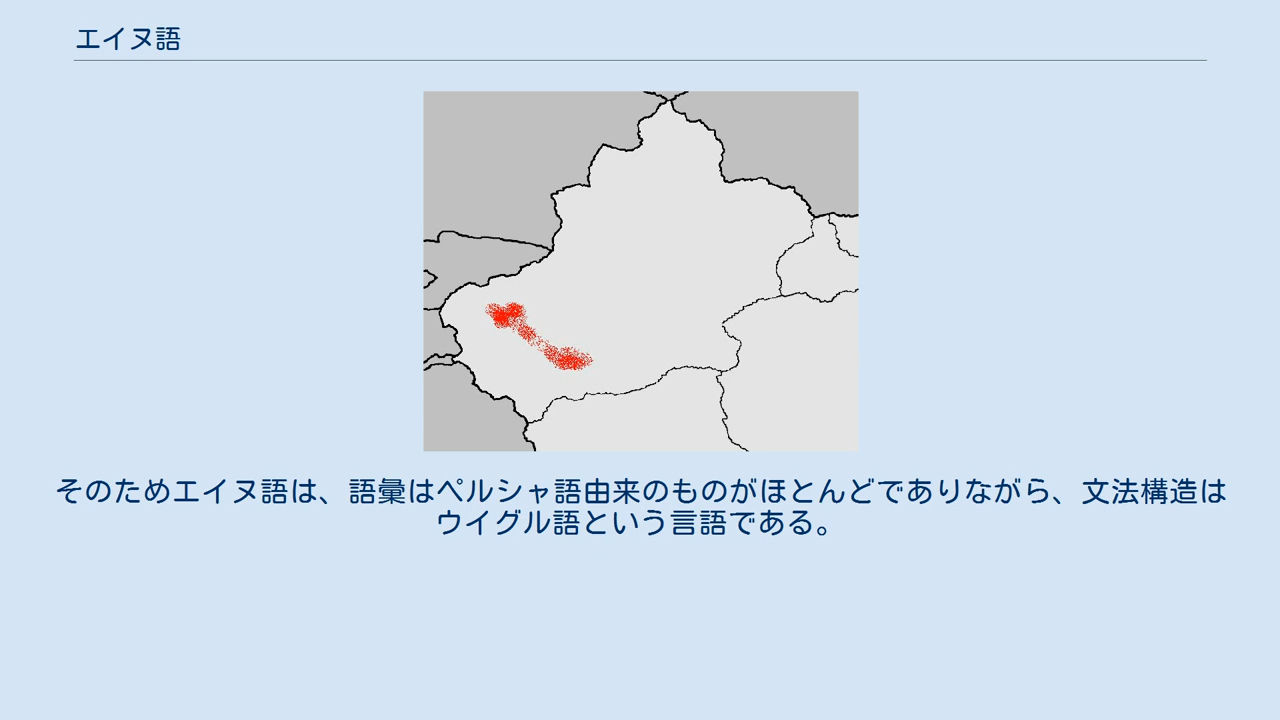 エイヌ語
そのためエイヌ語は、語彙はペルシャ語由来のものがほとんどでありながら、文法構造は
ウイグル語という言語である。